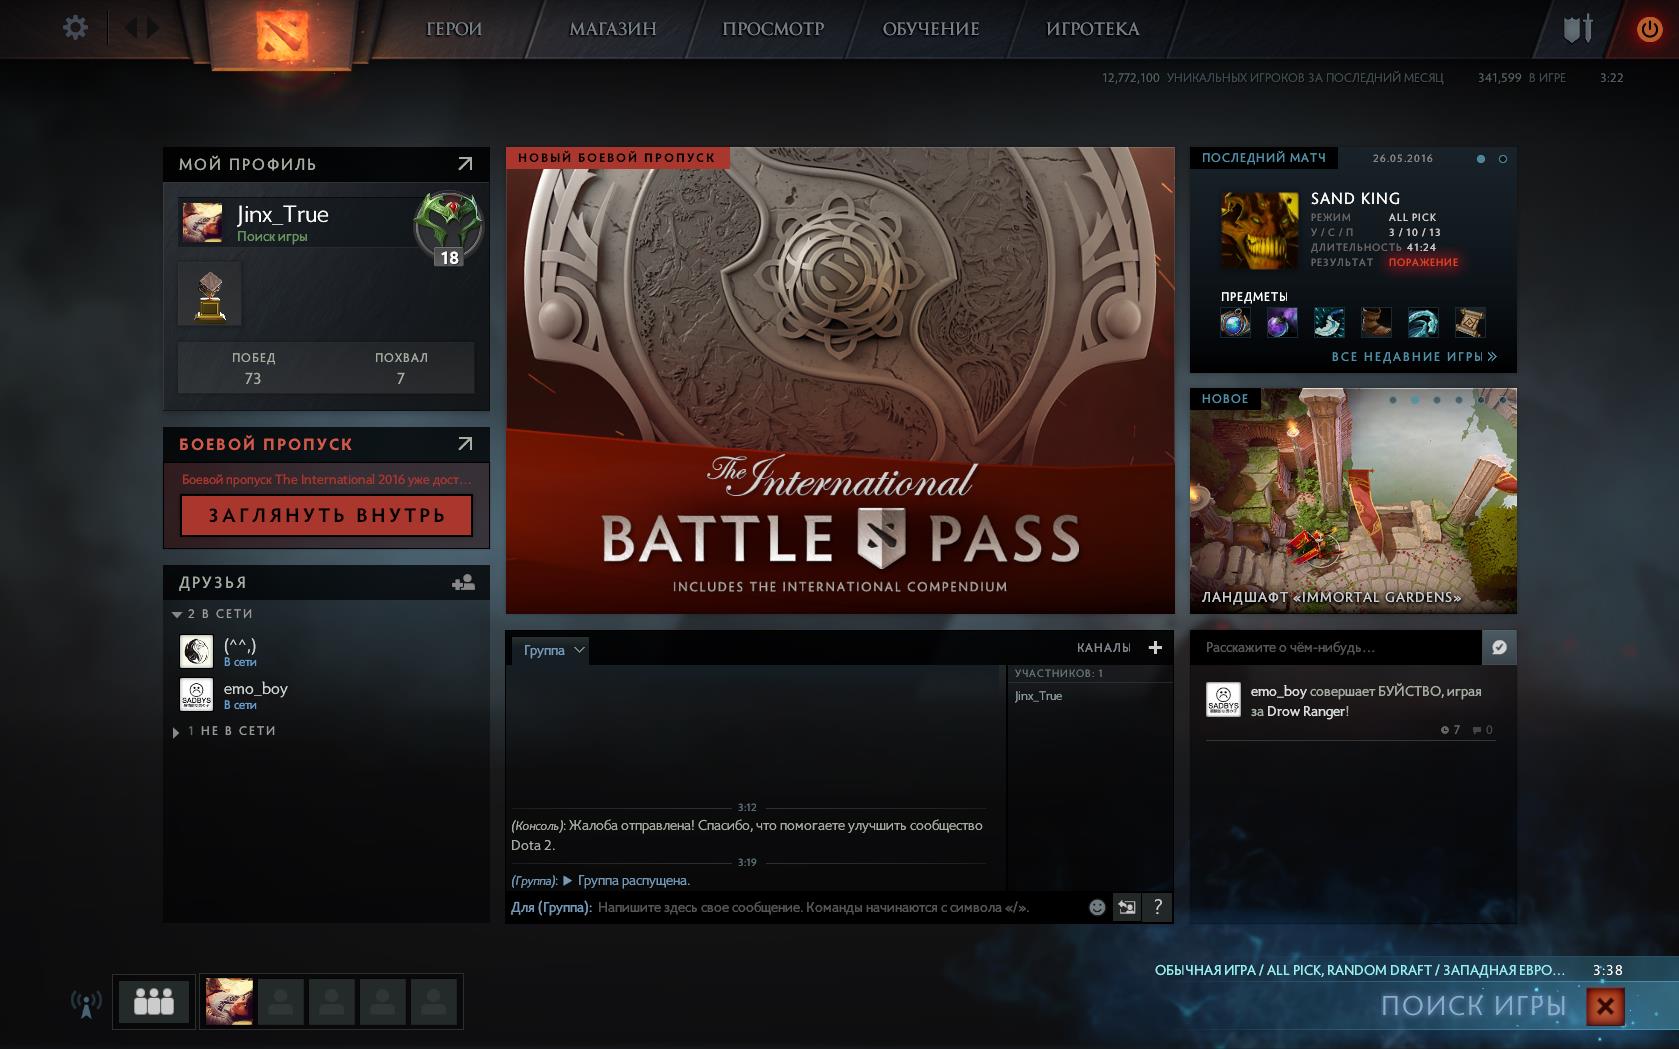 ГЕРОИ
МАГАЗИН
ПРОСМОТР
ОБУЧЕНИЕ
ИГРОТЕКА
12,772,100 УНИКАЛЬНЫХ ИГРОКОВ ЗА ПОСЛЕДНИЙ МЕСЯЦ
341,599 В ИГРЕ
3:22
МОЙ ПРОФИЛЬ
Jinx_True
Поиск игры
18
ПОБЕД
73
ПОХВАЛ
7
БОЕВОЙ ПРОПУСК
Боевой пропуск The International 2016 уже дост...
ЗАГЛЯНУТЬ ВНУТРЬ
ДРУЗЬЯ
2 В СЕТИ
(^^,)
В сети
SADBYS
emo_boy
В сети
1 НЕ В СЕТИ
НОВЫЙ БОЕВОЙ ПРОПУСК
The International
BATTLE PASS
INCLUDES THE INTERNATIONAL COMPENDIUM
Группа
КАНАЛЫ
УЧАСТНИКОВ: 1
Jinx_True
3:12
(Консоль): Жалоба отправлена! Спасибо, что помогаете улучшить сообщество
Dota 2.
3:19
(Группа): ▶ Группа распущена.
Для (Группа): Напишите здесь свое сообщение. Команды начинаются с символа «/».
?
ПОСЛЕДНИЙ МАТЧ
26.05.2016
SAND KING
РЕЖИМ ALL PICK
У / С / П 3 / 10 / 13
ДЛИТЕЛЬНОСТЬ 41:24
РЕЗУЛЬТАТ ПОРАЖЕНИЕ
ПРЕДМЕТЫ
ВСЕ НЕДАВНИЕ ИГРЫ
НОВОЕ
ЛАНДШАФТ «IMMORTAL GARDENS»
Расскажите о чём-нибудь...
SADBYS
emo_boy совершает БУЙСТВО, играя
за Drow Ranger!
7
0
ОБЫЧНАЯ ИГРА / ALL PICK, RANDOM DRAFT / ЗАПАДНАЯ ЕВРО...
3:38
ПОИСК ИГРЫ